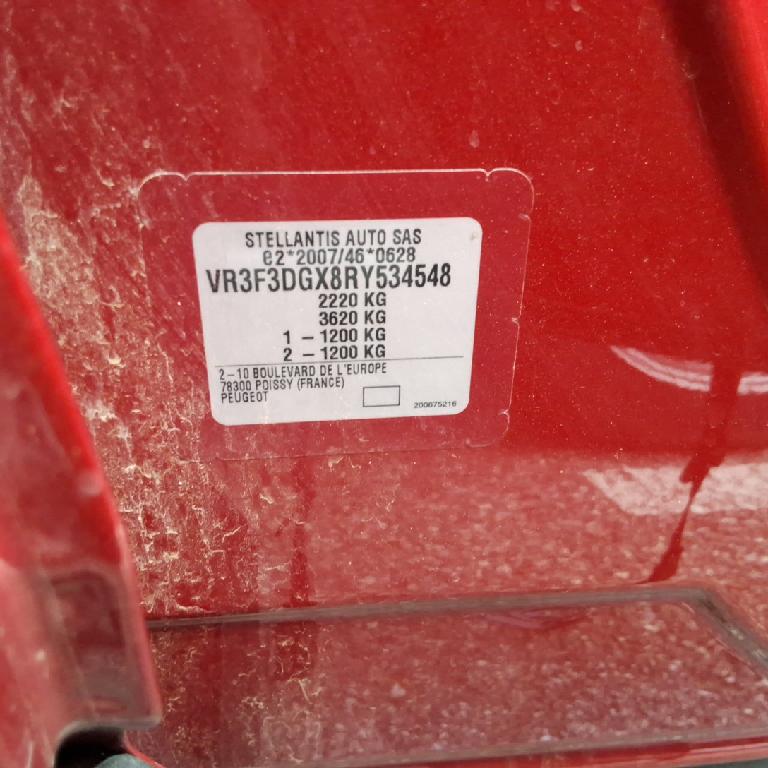 STELLANTIS AUTO SAS
e2*2007/46*0628
VR3F3DGX8RY534548
2220 KG
3620 KG
1 – 1200 KG
2 – 1200 KG
2–10 BOULEVARD DE L'EUROPE
78300 POISSY (FRANCE)
PEUGEOT
200875216